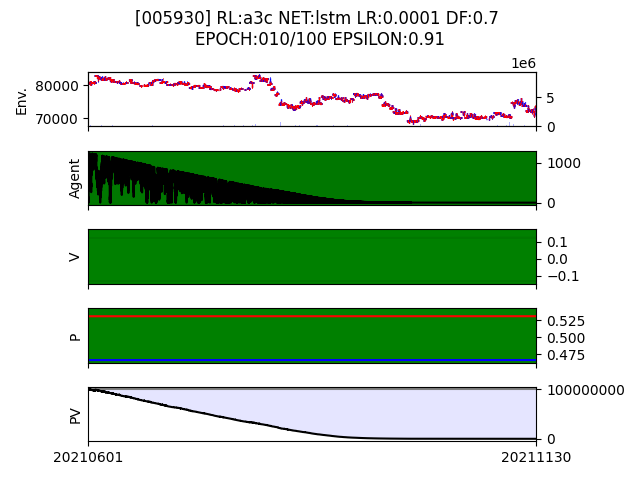 [005930] RL:a3c NET:lstm LR:0.0001 DF:0.7
EPOCH:010/100 EPSILON:0.91
1e6
Env.
80000
70000
5
0
Agent
1000
0
V
0.1
0.0
−0.1
P
0.525
0.500
0.475
PV
100000000
0
20210601
20211130